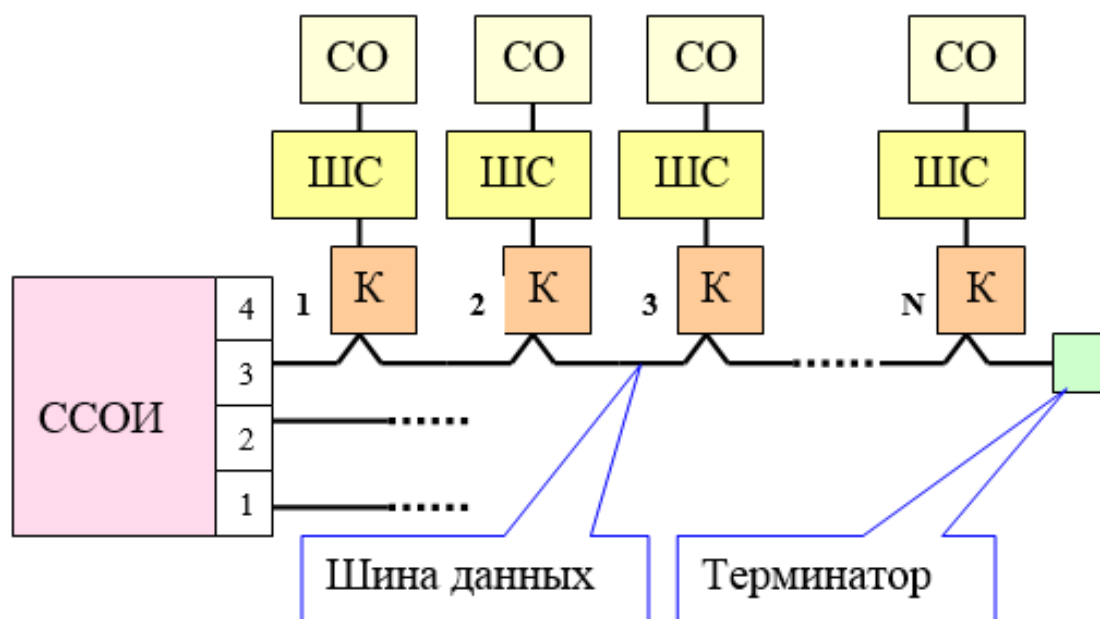 СО СО СО СО
ШС ШС ШС ШС
1 К 2 К 3 К N К
ССОИ
4
3
2
1
Шина данных
Терминатор